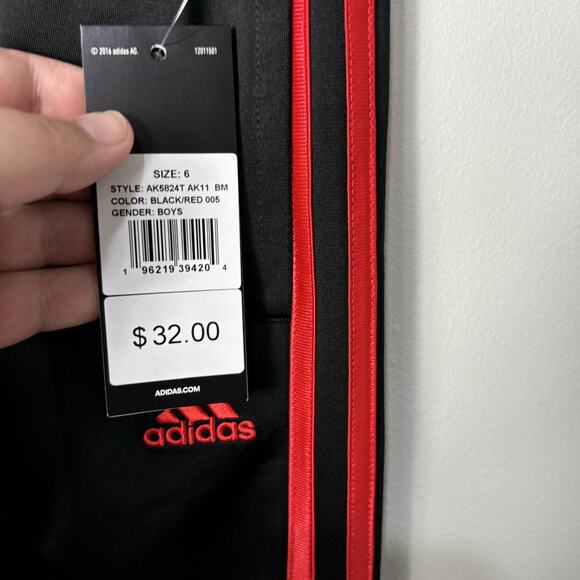 © 2016 adidas AG. 12011501
SIZE: 6
STYLE: AK5824T AK11 BM
COLOR: BLACK/RED 005
GENDER: BOYS
1 96219 39420 4
$ 32.00
ADIDAS.COM
adidas